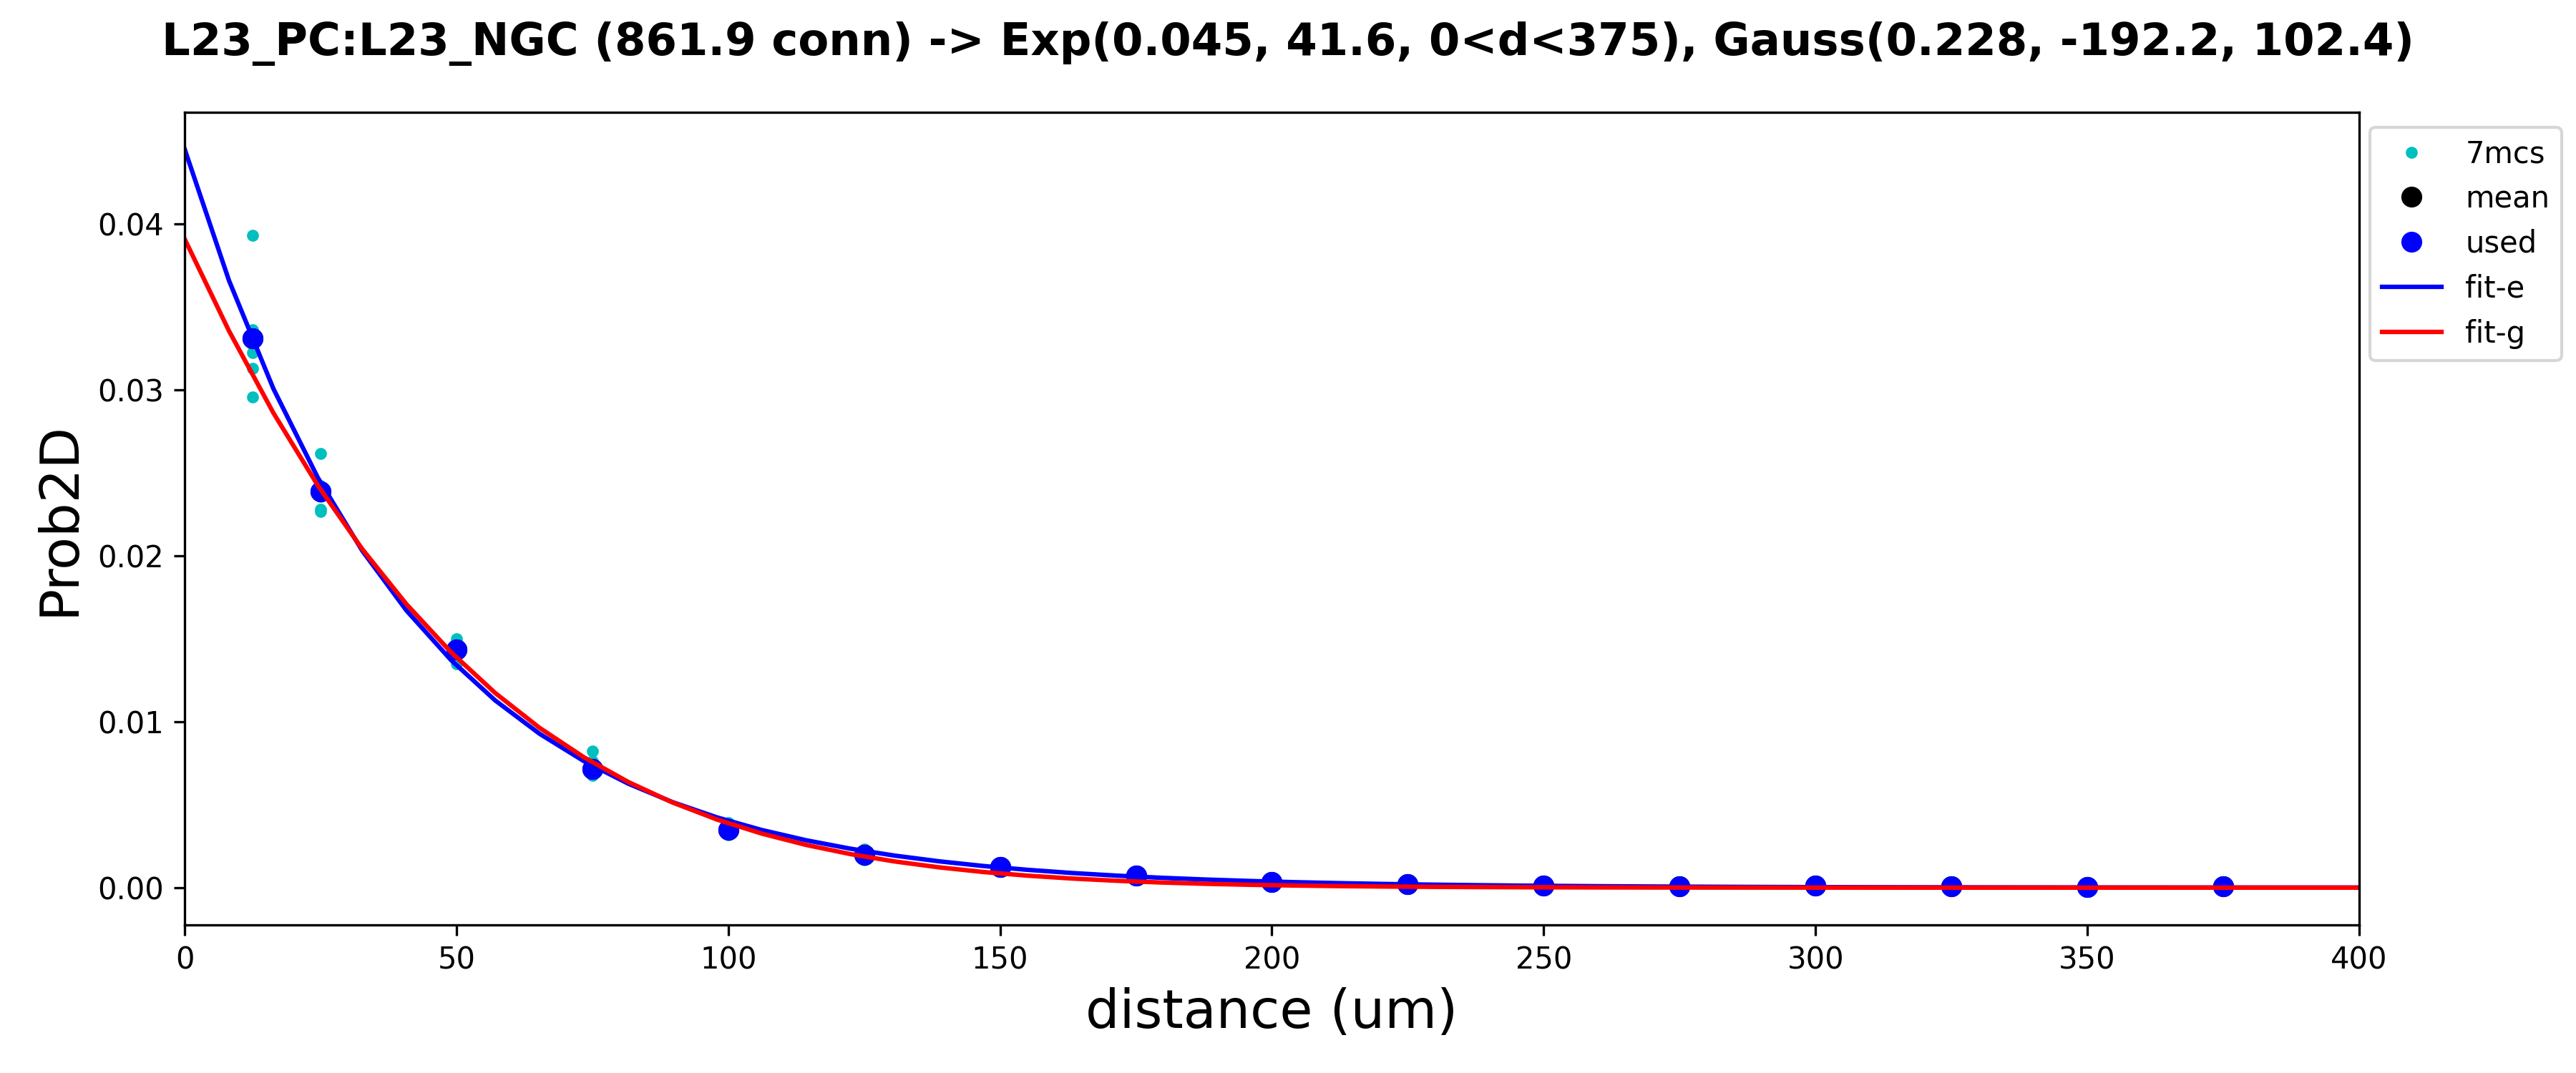 L23_PC:L23_NGC (861.9 conn) -> Exp(0.045, 41.6, 0<d<375), Gauss(0.228, -192.2, 102.4)
7mcs
mean
used
fit-e
fit-g
Prob2D
0.04
0.03
0.02
0.01
0.00
0 50 100 150 200 250 300 350 400
distance (um)